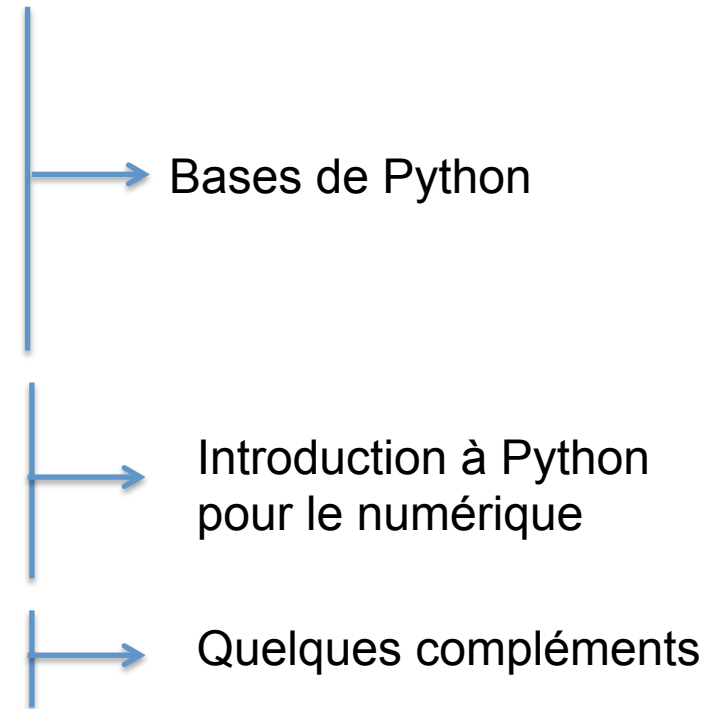 Bases de Python
Introduction à Python
pour le numérique
Quelques compléments